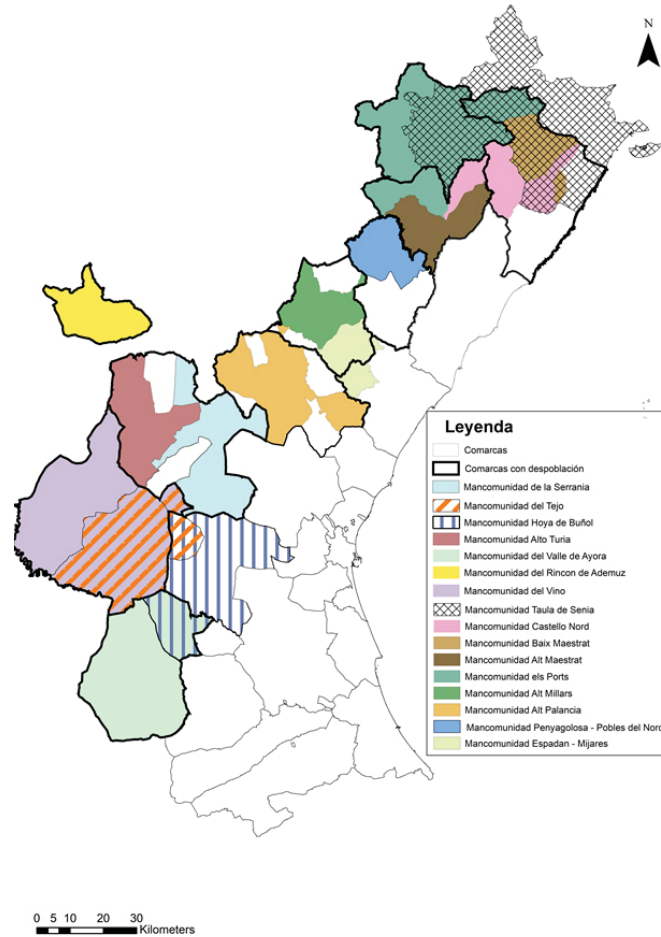 N
Leyenda
Comarcas
Comarcas con despoblación
Mancomunidad de la Serrania
Mancomunidad del Tejo
Mancomunidad Hoya de Buñol
Mancomunidad Alto Turia
Mancomunidad del Valle de Ayora
Mancomunidad del Rincon de Ademuz
Mancomunidad del Vino
Mancomunidad Taula de Senia
Mancomunidad Castello Nord
Mancomunidad Baix Maestrat
Mancomunidad Alt Maestrat
Mancomunidad els Ports
Mancomunidad Alt Millars
Mancomunidad Alt Palancia
Mancomunidad Penyagolosa - Pobles del Nord
Mancomunidad Espadan - Mijares
0 5 10 20 30
Kilometers